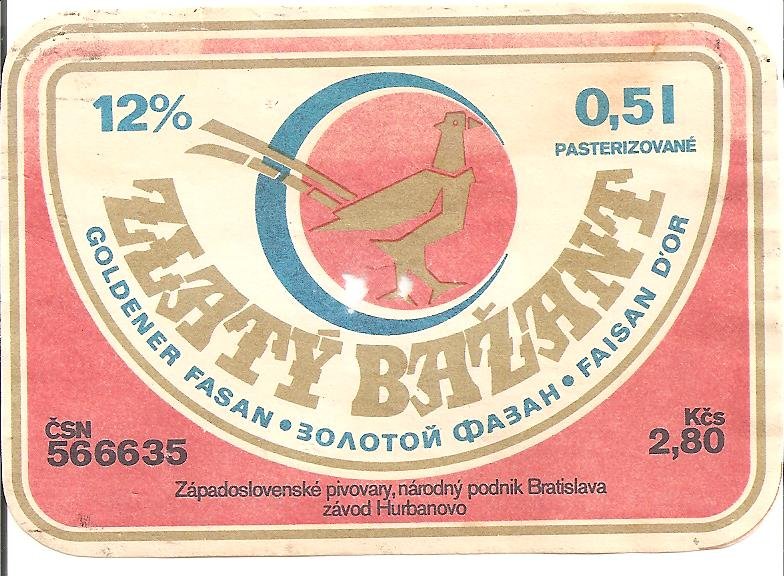 12%
0,5 l
PASTERIZOVANÉ
ZLATÝ BAŽANT
GOLDENER FASAN • ЗОЛОТОЙ ФАЗАН • FAISAN D'OR
ČSN
566635
Kčs
2,80
Západoslovenské pivovary, národný podnik Bratislava
závod Hurbanovo